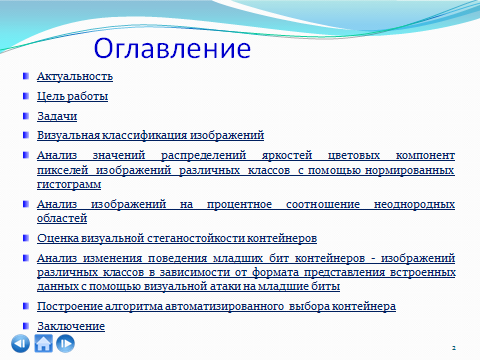 Оглавление
Актуальность
Цель работы
Задачи
Визуальная классификация изображений
Анализ значений распределений яркостей цветовых компонент
пикселей изображений различных классов с помощью нормированных
гистограмм
Анализ изображений на процентное соотношение неоднородных
областей
Оценка визуальной стеганостойкости контейнеров
Анализ изменения поведения младших бит контейнеров - изображений
различных классов в зависимости от формата представления встроенных
данных с помощью визуальной атаки на младшие биты
Построение алгоритма автоматизированного выбора контейнера
Заключение
2